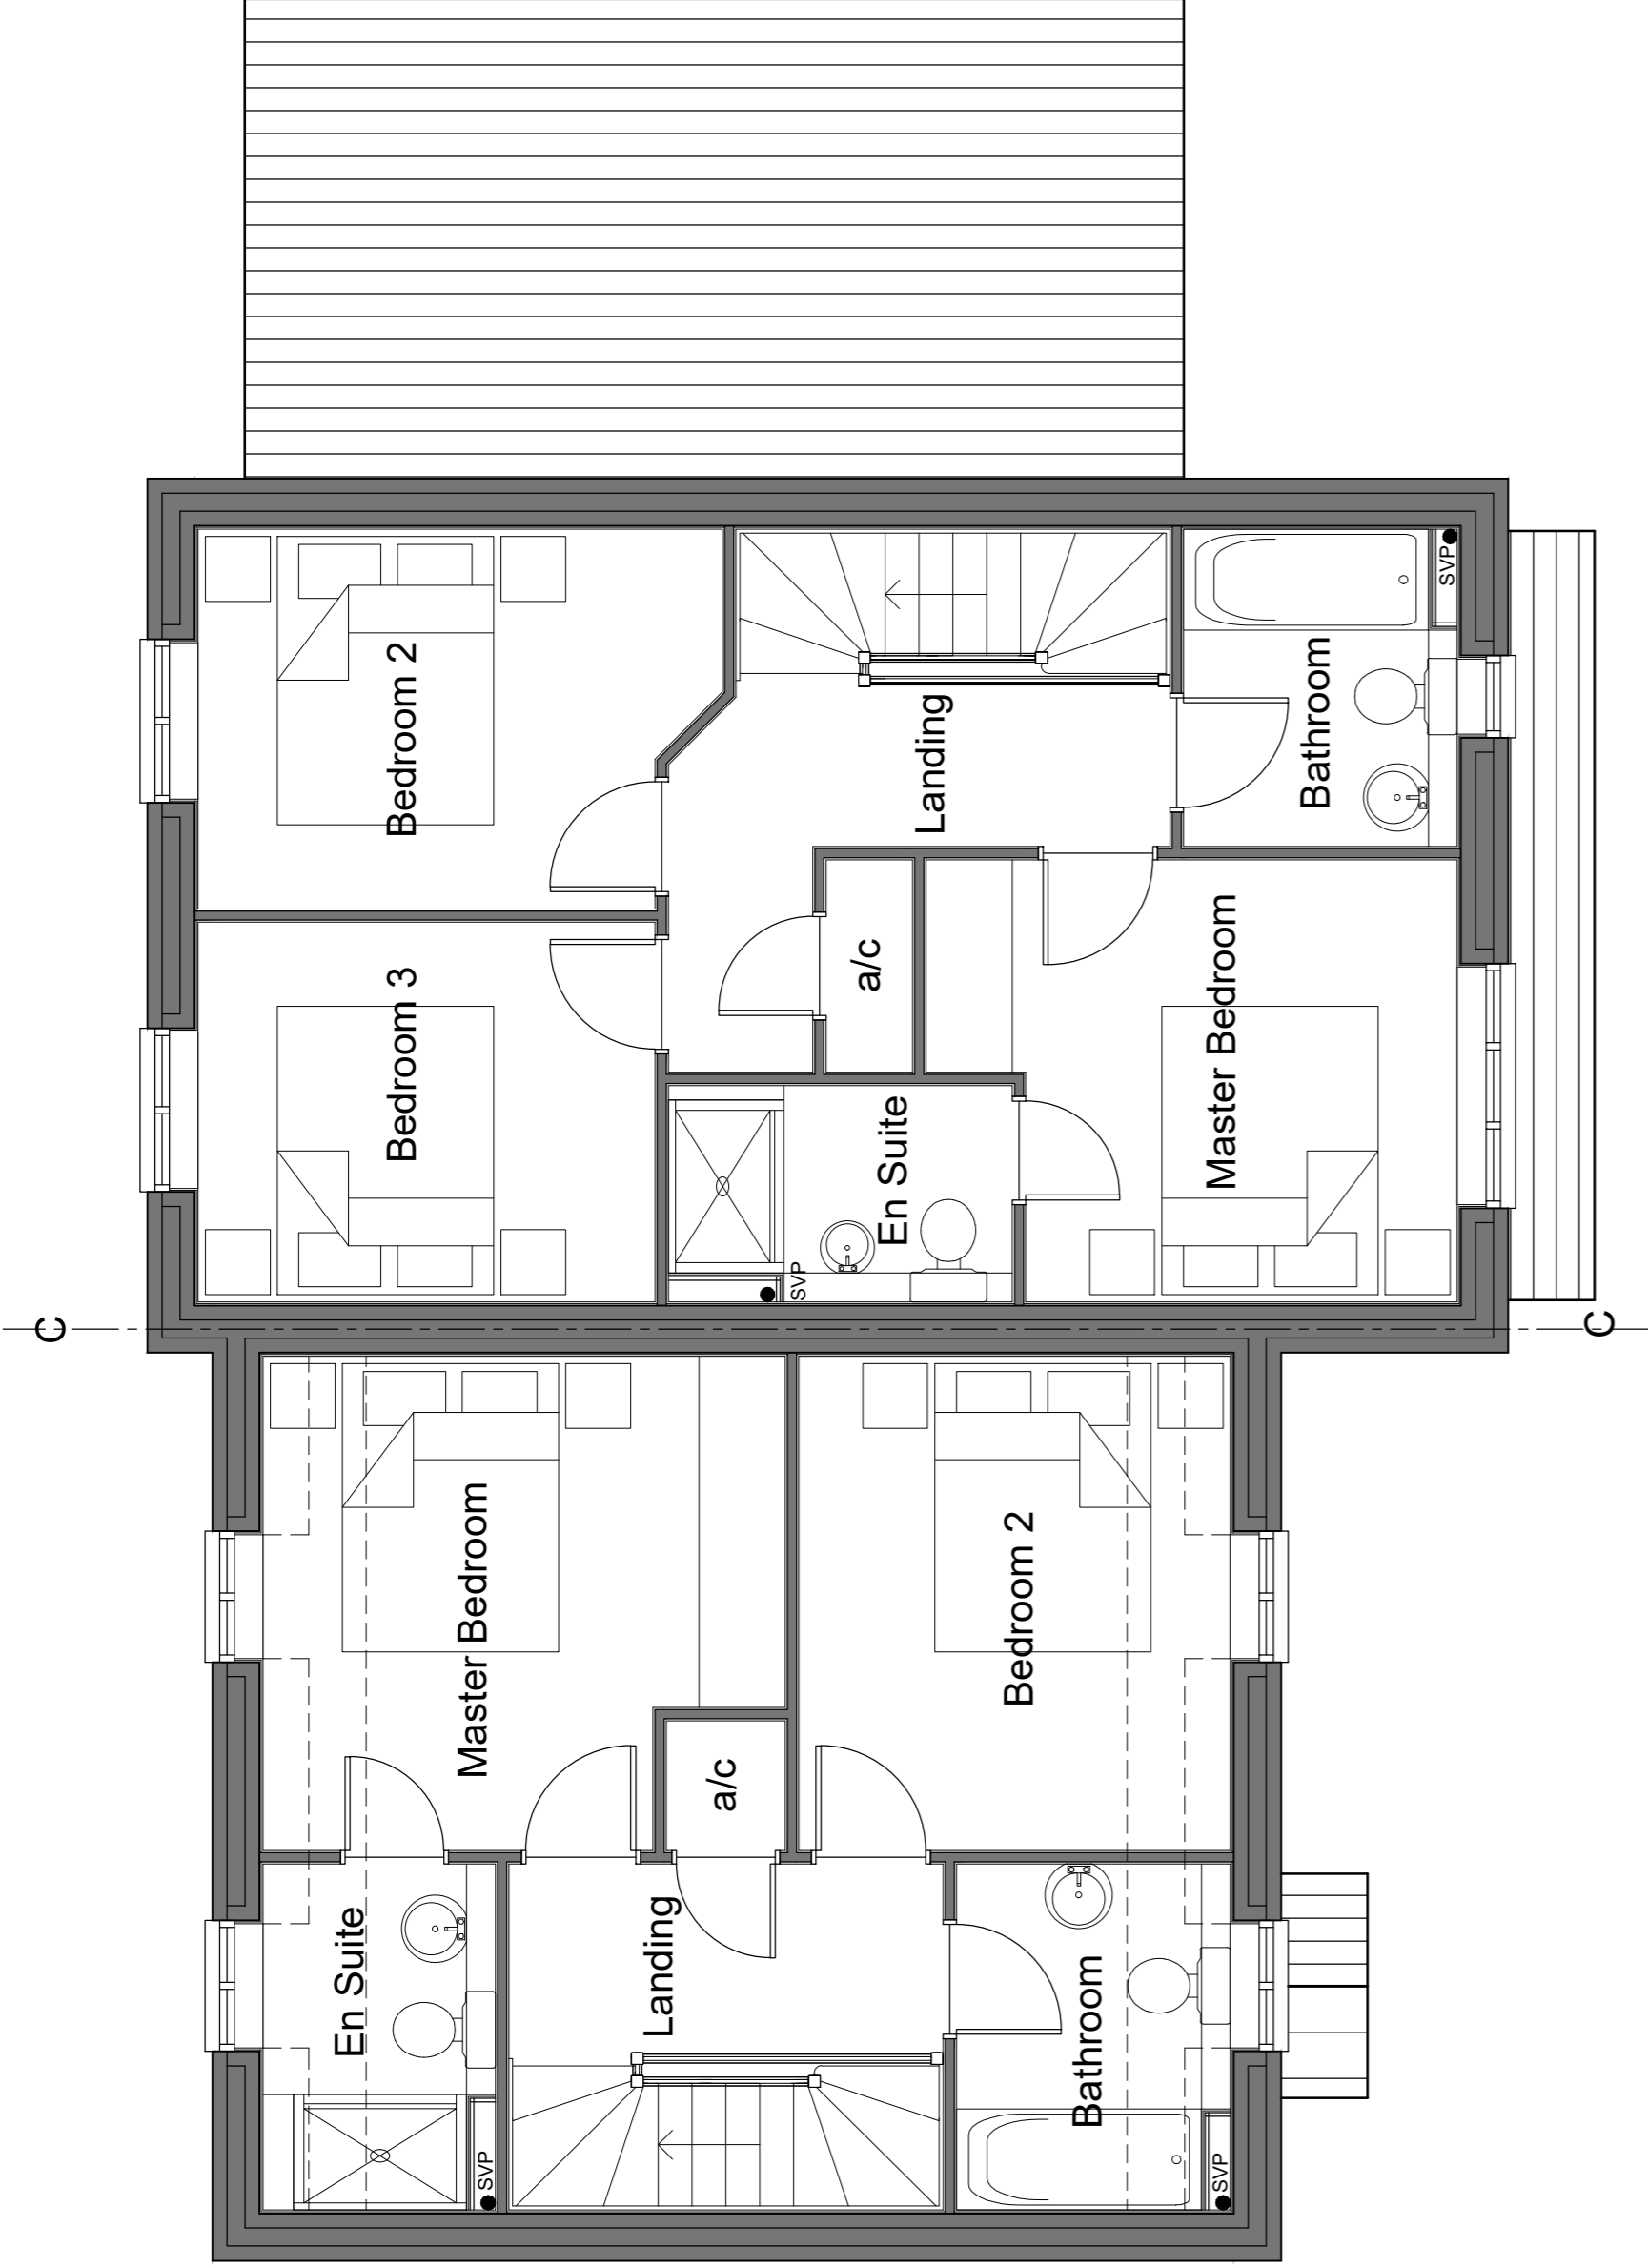 C
Bedroom 2
Bedroom 3
Landing
Bathroom
SVP
a/c
En Suite
SVP
Master Bedroom
C
Master Bedroom
Bedroom 2
a/c
En Suite
Landing
Bathroom
SVP
SVP